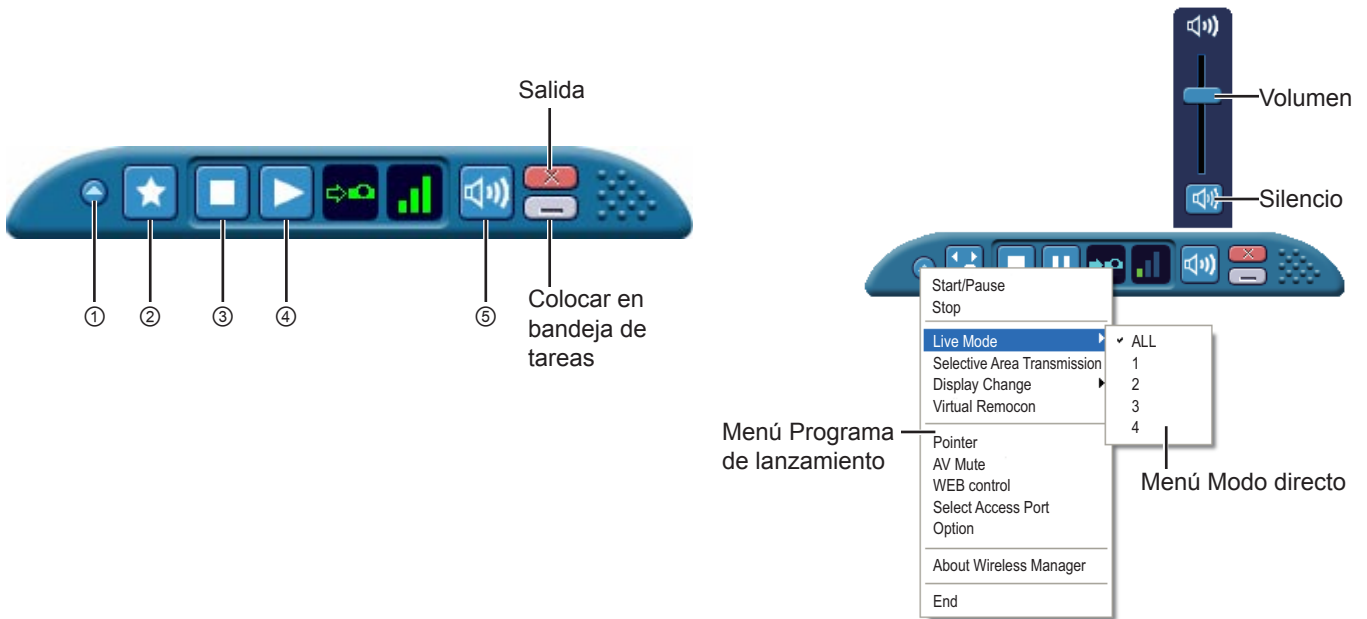 Salida
①
②
③
④
⑤
Colocar en
bandeja de
tareas
Volumen
Silencio
Start/Pause
Stop
Live Mode
Selective Area Transmission
Display Change
Virtual Remocon
Pointer
AV Mute
WEB control
Select Access Port
Option
About Wireless Manager
End
ALL
1
2
3
4
Menú Programa
de lanzamiento
Menú Modo directo